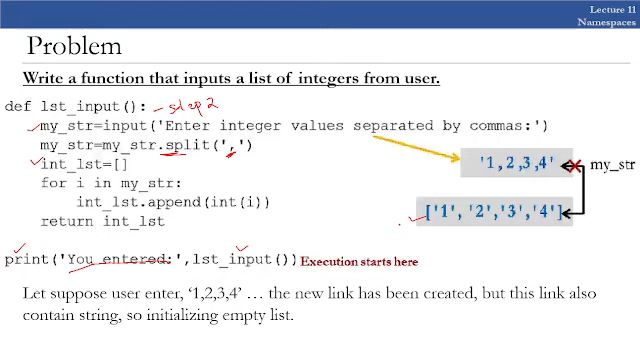 Lecture 11
Namespaces
Problem
Write a function that inputs a list of integers from user.
def lst_input(): - step 2
my_str=input('Enter integer values separated by commas:')
my_str=my_str.split(',')
int_lst=[]
for i in my_str:
int_lst.append(int(i))
return int_lst
'1,2,3,4'
my_str
['1', '2', '3', '4']
print('You entered:',lst_input()) Execution starts here
Let suppose user enter, ‘1,2,3,4’ … the new link has been created, but this link also
contain string, so initializing empty list.